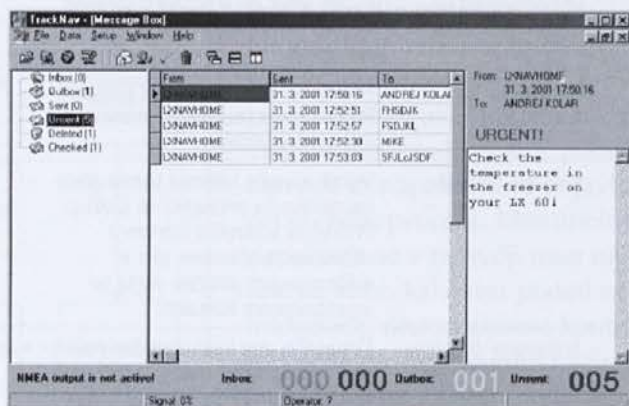 TrackNav - [Message Box]
File Data Setup Window Help
Inbox [0]
Outbox [1]
Sent [0]
Urgent [5]
Deleted [1]
Checked [1]
From Sent To
LXNAVHOME 31. 3. 2001 17:50:16 ANDREJ KOLAR
LXNAVHOME 31. 3. 2001 17:52:51 FHSDJK
LXNAVHOME 31. 3. 2001 17:52:57 FSDJKL
LXNAVHOME 31. 3. 2001 17:52:30 MIKE
LXNAVHOME 31. 3. 2001 17:53:03
From: LXNAVHOME
31. 3. 2001 17:50:16
To: ANDREJ KOLAR
URGENT!
Check the
temperature in
the freezer on
your LX 60!
NMEA output is not active! Inbox: 000 000 Outbox: 001 Unsent: 005
Signal: 0% Operator: ?